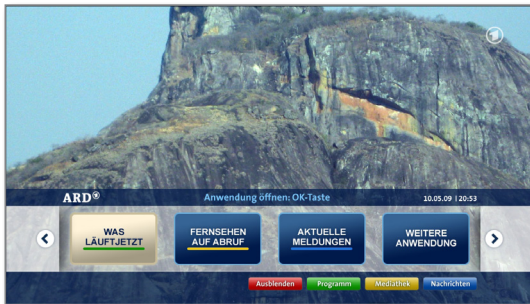 ARD
Anwendung öffnen: OK-Taste
10.05.09 | 20:53
WAS
LÄUFTJETZT
FERNSEHEN
AUF ABRUF
AKTUELLE
MELDUNGEN
WEITERE
ANWENDUNG
Ausblenden
Programm
Mediathek
Nachrichten